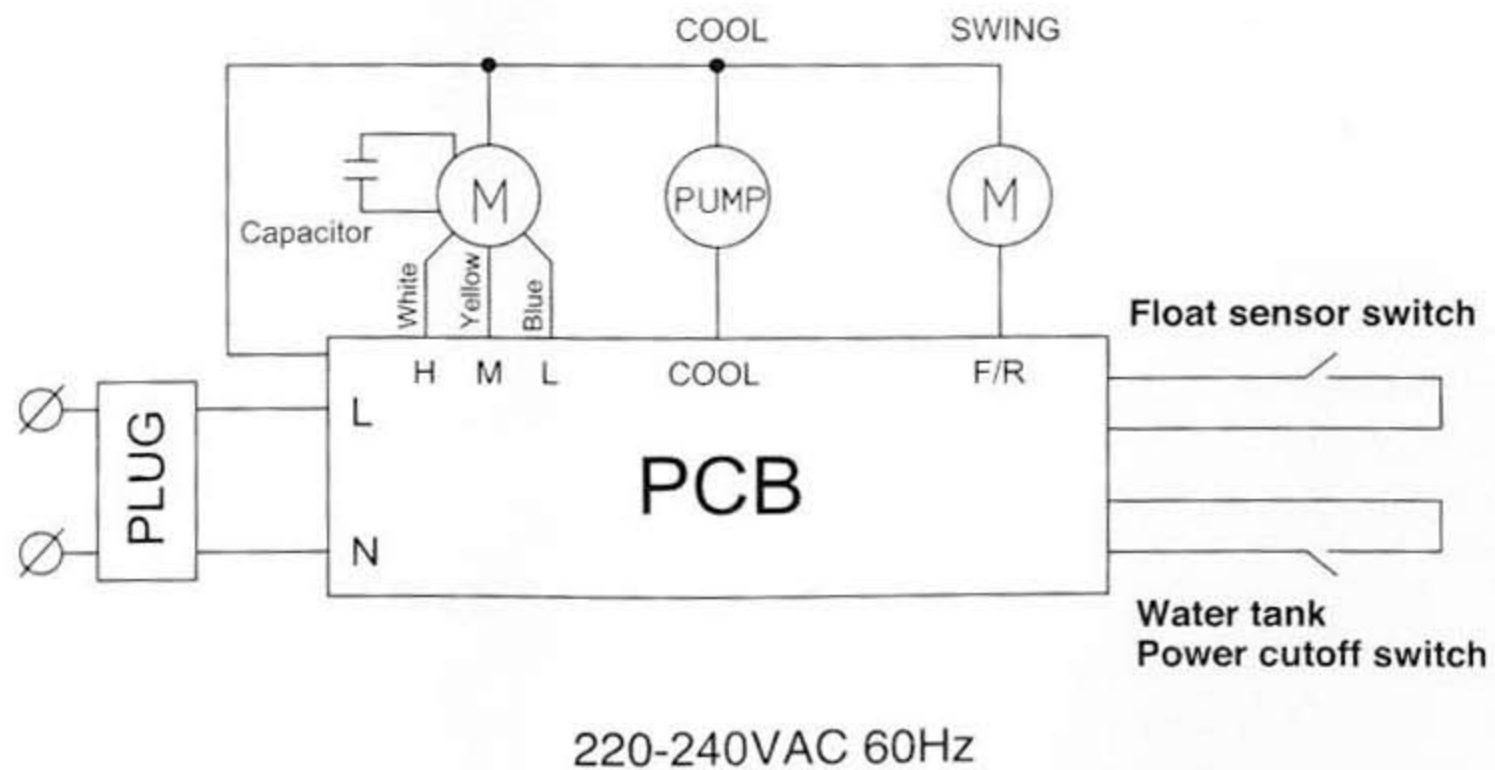 COOL
SWING
M
PUMP
M
Capacitor
White
Yellow
Blue
Float sensor switch
H M L COOL F/R
L
PLUG
PCB
N
Water tank
Power cutoff switch
220-240VAC 60Hz